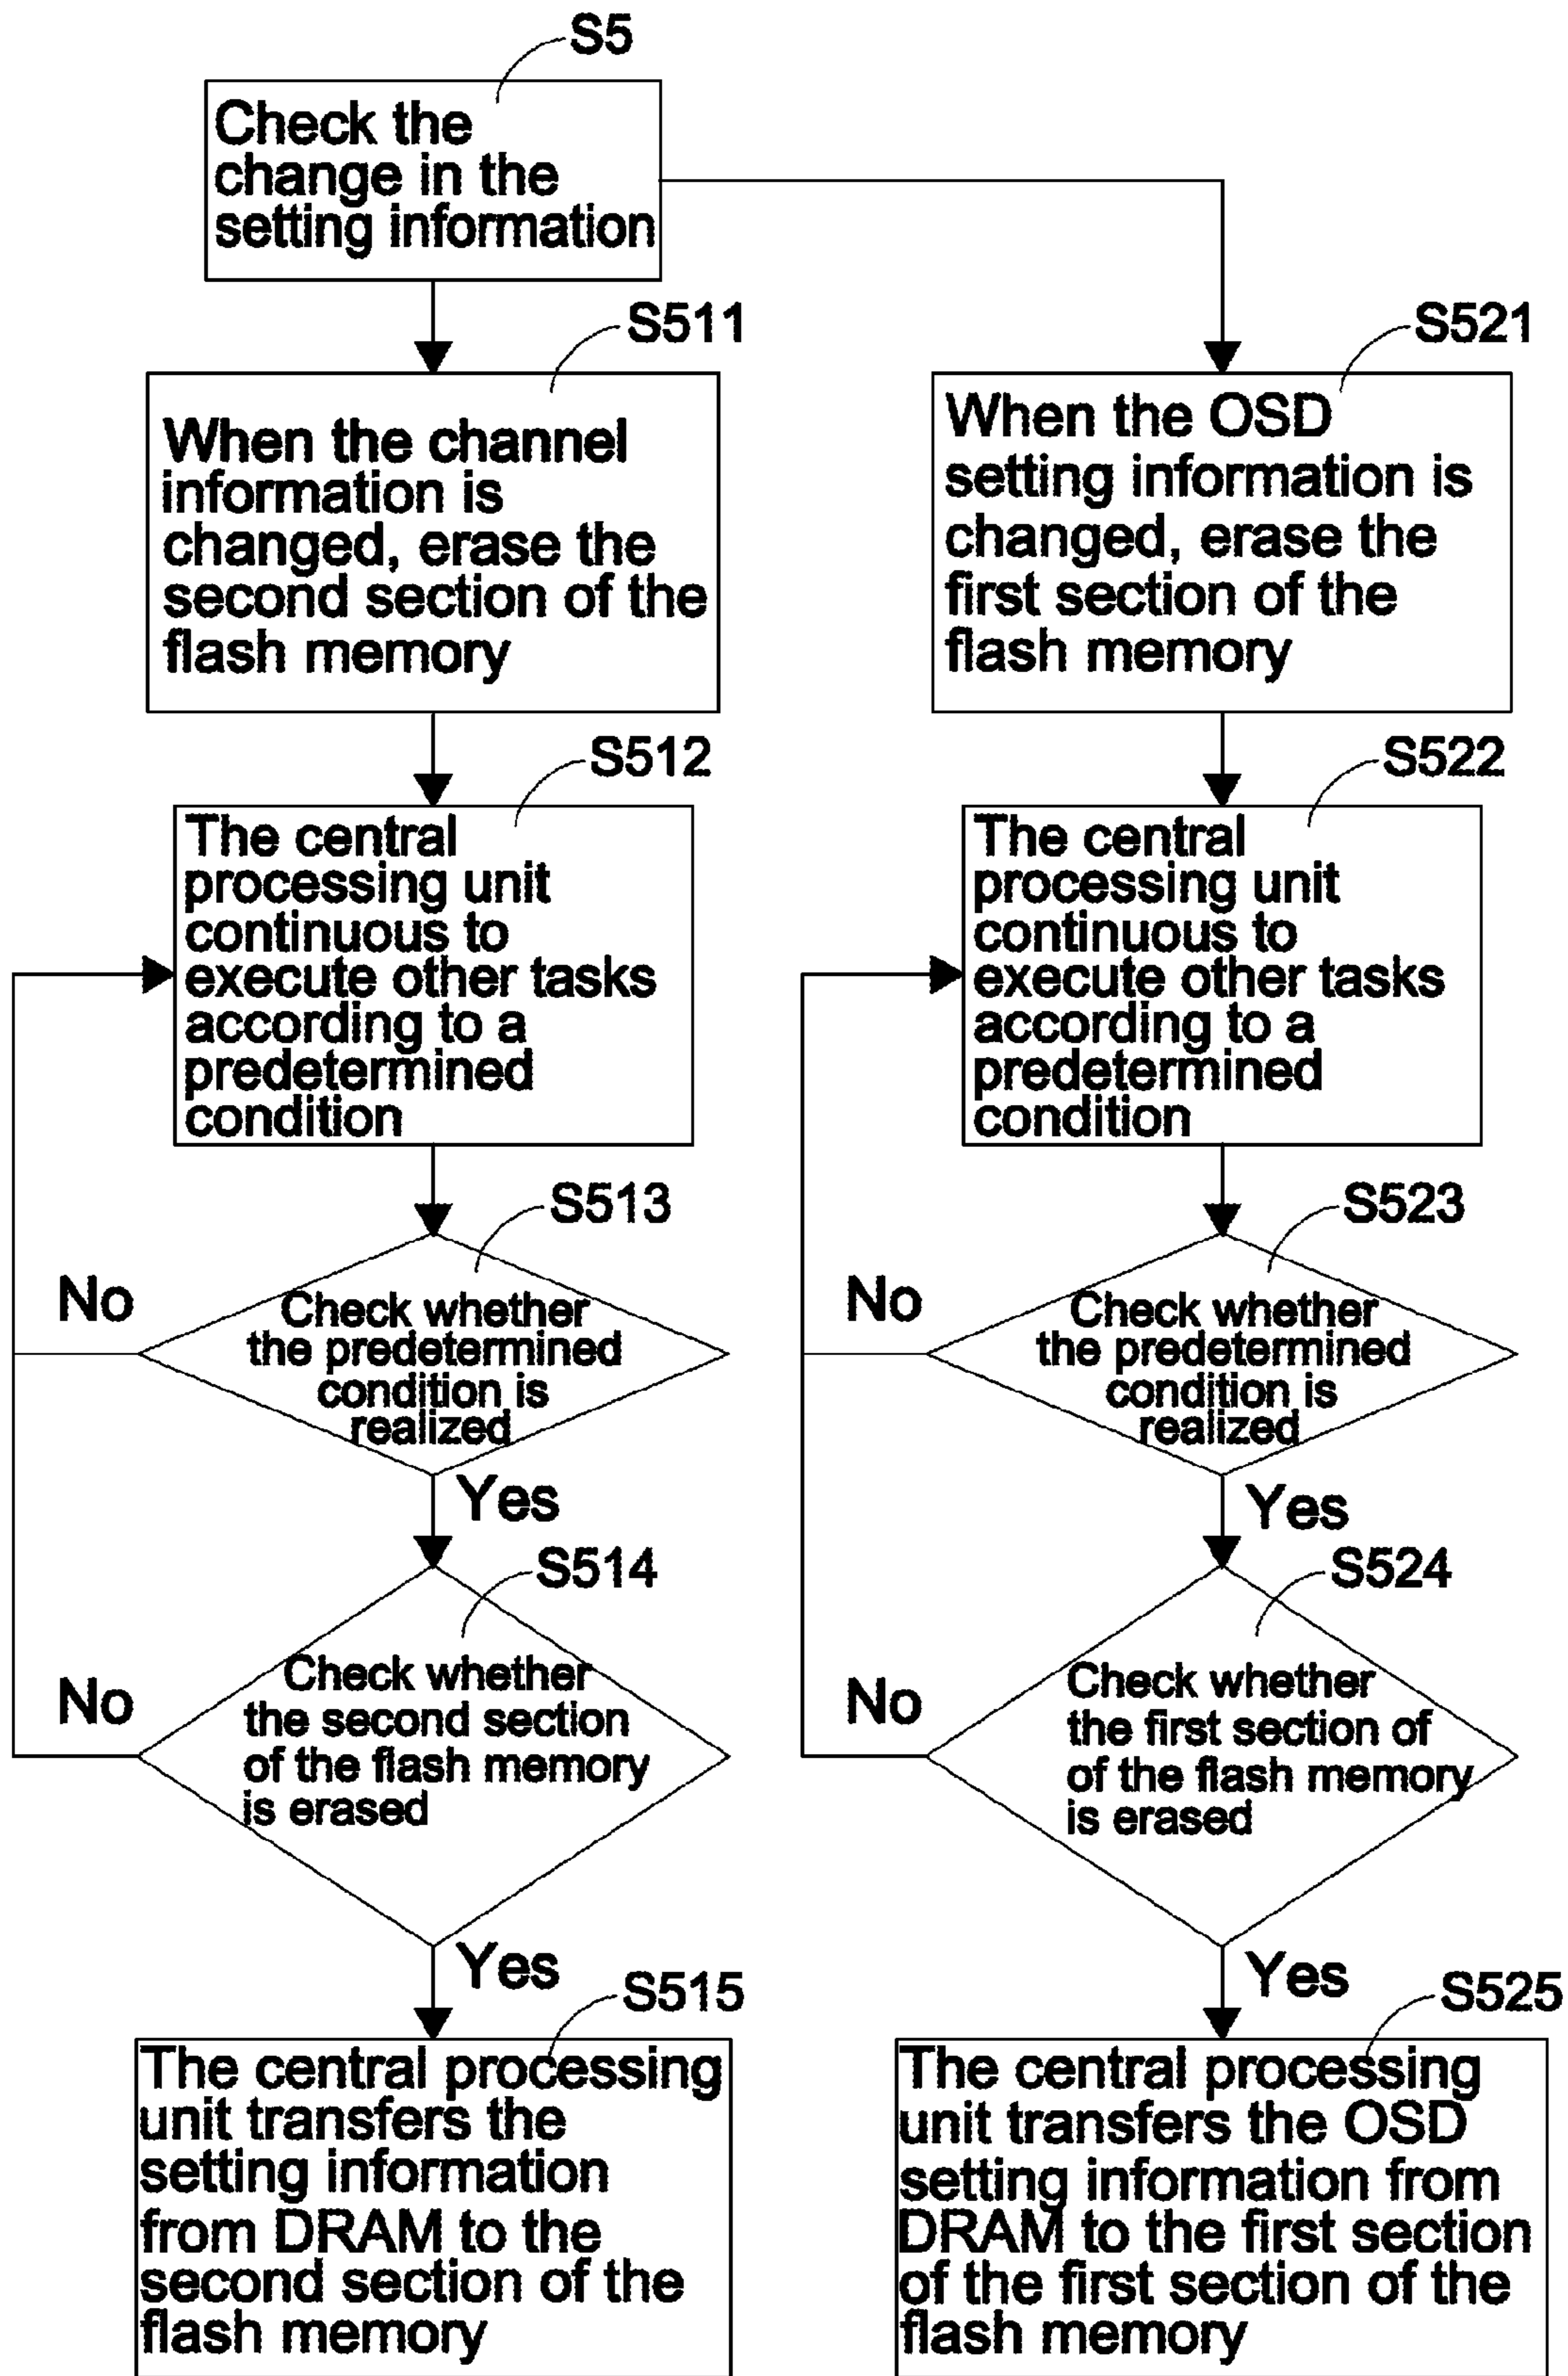 S5
Check the
change in the
setting information
S511
When the channel
information is
changed, erase the
second section of the
flash memory
S512
The central
processing unit
continuous to
execute other tasks
according to a
predetermined
condition
S513
No
Check whether
the predetermined
condition is
realized
Yes
S514
No
Check whether
the second section
of the flash memory
is erased
Yes
S515
The central processing
unit transfers the
setting information
from DRAM to the
second section of the
flash memory
S521
When the OSD
setting information is
changed, erase the
first section of the
flash memory
S522
The central
processing unit
continuous to
execute other tasks
according to a
predetermined
condition
S523
No
Check whether
the predetermined
condition is
realized
Yes
S524
No
Check whether
the first section of
of the flash memory
is erased
Yes
S525
The central processing
unit transfers the OSD
setting information from
DRAM to the first section
of the first section of the
flash memory